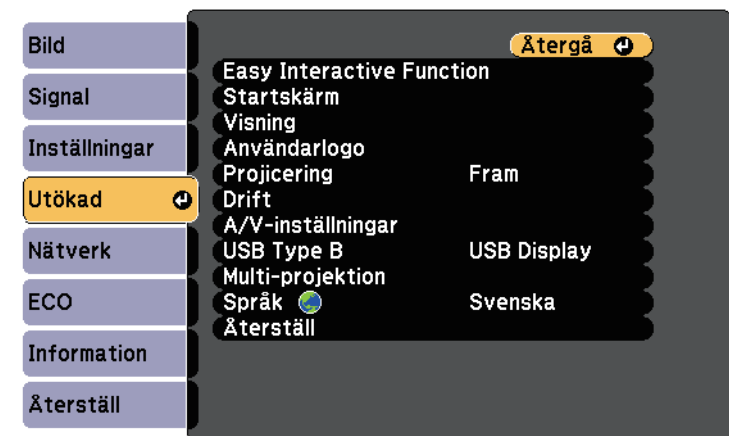 Bild
Signal
Inställningar
Utökad
Nätverk
ECO
Information
Återställ
Återgå
Easy Interactive Function
Startskärm
Visning
Användarlogo
Projicering Fram
Drift
A/V-inställningar
USB Type B USB Display
Multi-projektion
Språk Svenska
Återställ